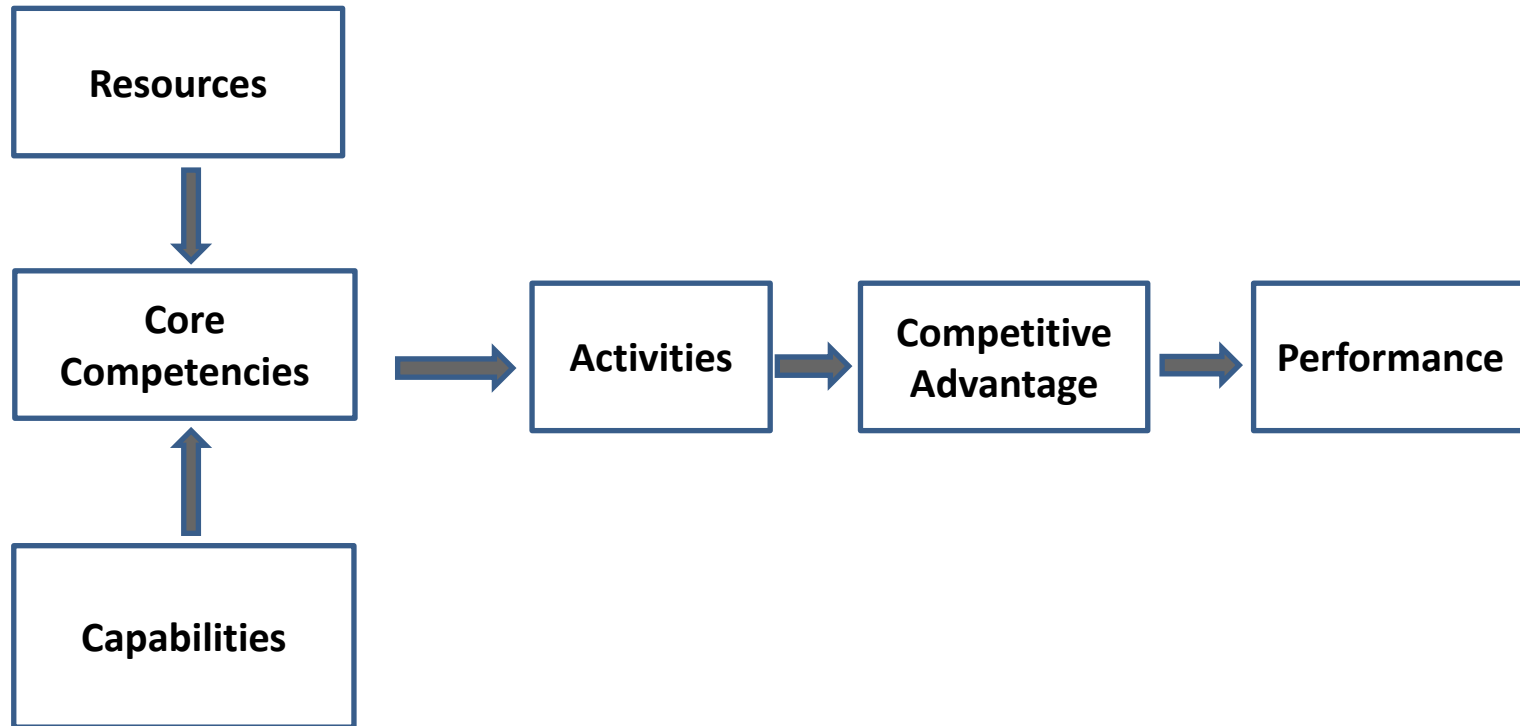 Resources
Core
Competencies
Activities
Competitive
Advantage
Performance
Capabilities